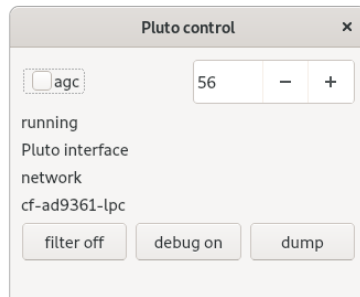 Pluto control
agc 56 − +
running
Pluto interface
network
cf-ad9361-lpc
filter off debug on dump